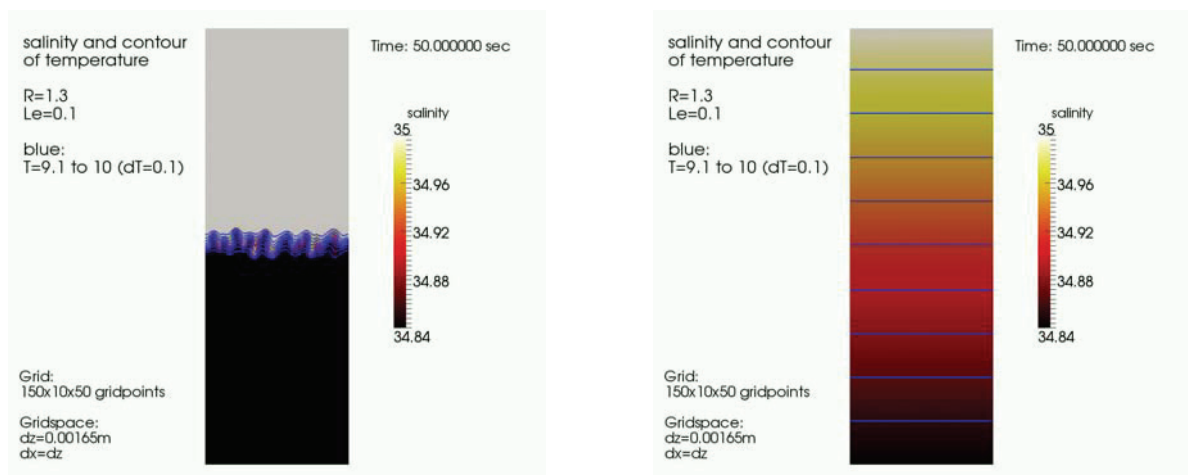 salinity and contour
of temperature
R=1.3
Le=0.1
blue:
T=9.1 to 10 (dT=0.1)
Grid:
150x10x50 gridpoints
Gridspace:
dz=0.00165m
dx=dz
Time: 50.000000 sec
salinity
35
34.96
34.92
34.88
34.84
salinity and contour
of temperature
R=1.3
Le=0.1
blue:
T=9.1 to 10 (dT=0.1)
Grid:
150x10x50 gridpoints
Gridspace:
dz=0.00165m
dx=dz
Time: 50.000000 sec
salinity
35
34.96
34.92
34.88
34.84